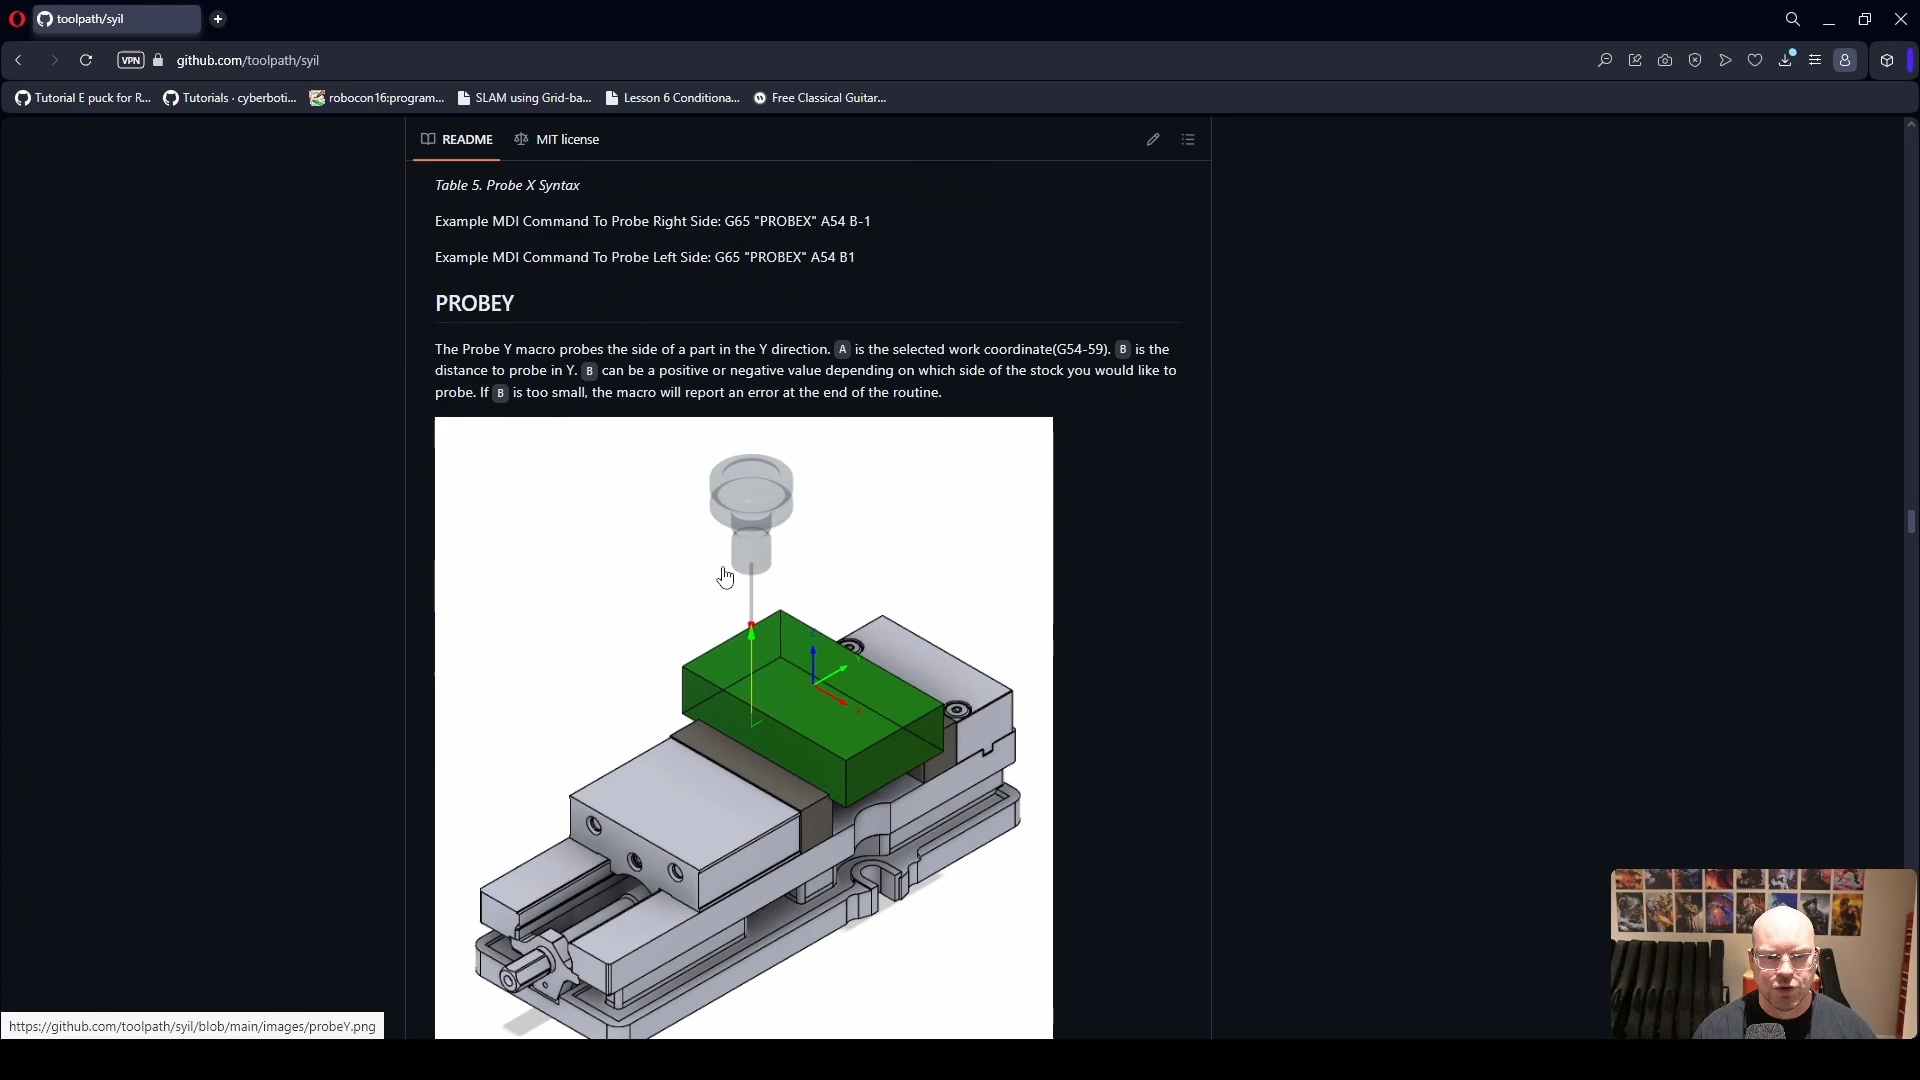 toolpath/syil
VPN
github.com/toolpath/syil
Tutorial E puck for R...
Tutorials · cyberboti...
robocon16:program...
SLAM using Grid-ba...
Lesson 6 Conditiona...
Free Classical Guitar...
README
MIT license
Table 5. Probe X Syntax
Example MDI Command To Probe Right Side: G65 "PROBEX" A54 B-1
Example MDI Command To Probe Left Side: G65 "PROBEX" A54 B1
PROBEY
The Probe Y macro probes the side of a part in the Y direction. A is the selected work coordinate(G54-59). B is the
distance to probe in Y. B can be a positive or negative value depending on which side of the stock you would like to
probe. If B is too small, the macro will report an error at the end of the routine.
Z
Y
X
https://github.com/toolpath/syil/blob/main/images/probeY.png